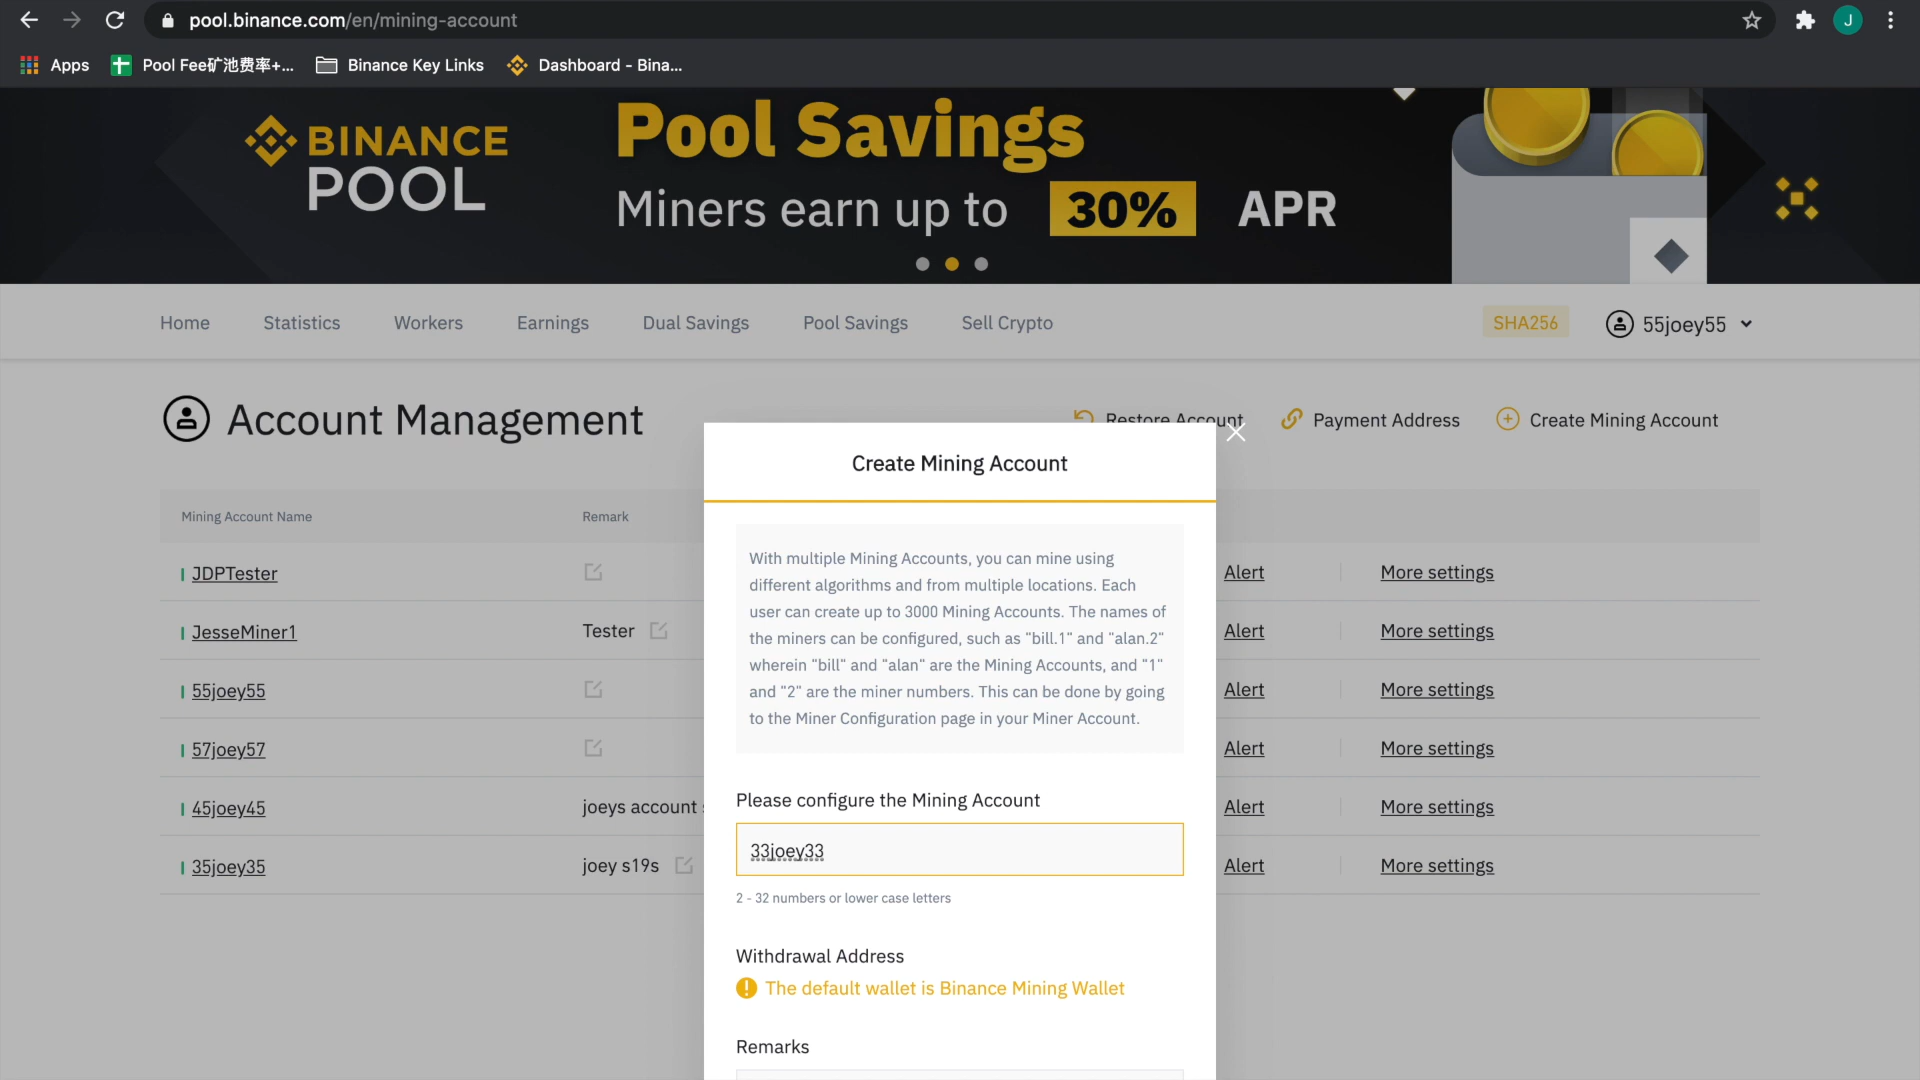 pool.binance.com/en/mining-account
J
Apps
Pool Fee矿池费率+...
Binance Key Links
Dashboard - Bina...
BINANCE
POOL
Pool Savings
Miners earn up to 30% APR
Home
Statistics
Workers
Earnings
Dual Savings
Pool Savings
Sell Crypto
SHA256
55joey55
Account Management
Restore Account
Payment Address
Create Mining Account
Mining Account Name
Remark
JDPTester
Alert
More settings
JesseMiner1
Tester
Alert
More settings
55joey55
Alert
More settings
57joey57
Alert
More settings
45joey45
joeys account
Alert
More settings
35joey35
joey s19s
Alert
More settings
Create Mining Account
With multiple Mining Accounts, you can mine using
different algorithms and from multiple locations. Each
user can create up to 3000 Mining Accounts. The names of
the miners can be configured, such as "bill.1" and "alan.2"
wherein "bill" and "alan" are the Mining Accounts, and "1"
and "2" are the miner numbers. This can be done by going
to the Miner Configuration page in your Miner Account.
Please configure the Mining Account
33joey33
2 - 32 numbers or lower case letters
Withdrawal Address
The default wallet is Binance Mining Wallet
Remarks